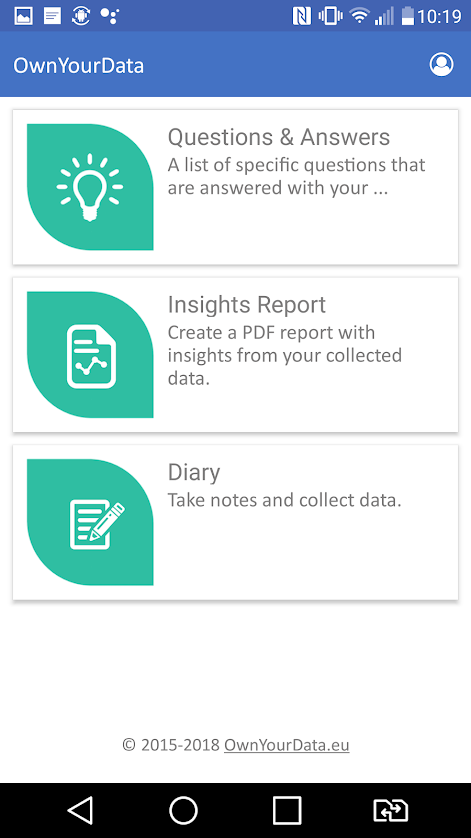 10:19
OwnYourData
Questions & Answers
A list of specific questions that
are answered with your ...
Insights Report
Create a PDF report with
insights from your collected
data.
Diary
Take notes and collect data.
© 2015-2018 OwnYourData.eu